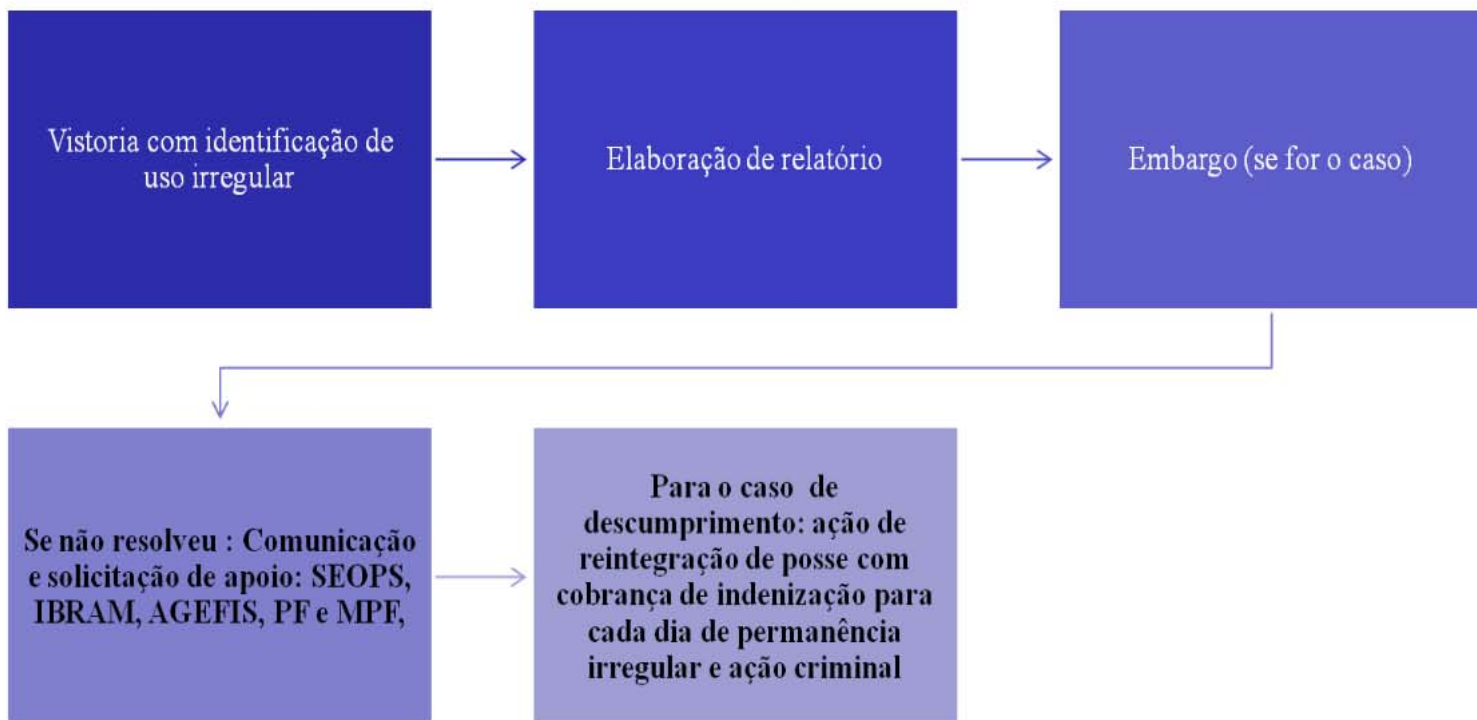 Vistoria com identificação de
uso irregular
Elaboração de relatório
Embargo (se for o caso)
Se não resolveu : Comunicação
e solicitação de apoio: SEOPS,
IBRAM, AGEFIS, PF e MPF,
Para o caso de
descumprimento: ação de
reintegração de posse com
cobrança de indenização para
cada dia de permanência
irregular e ação criminal